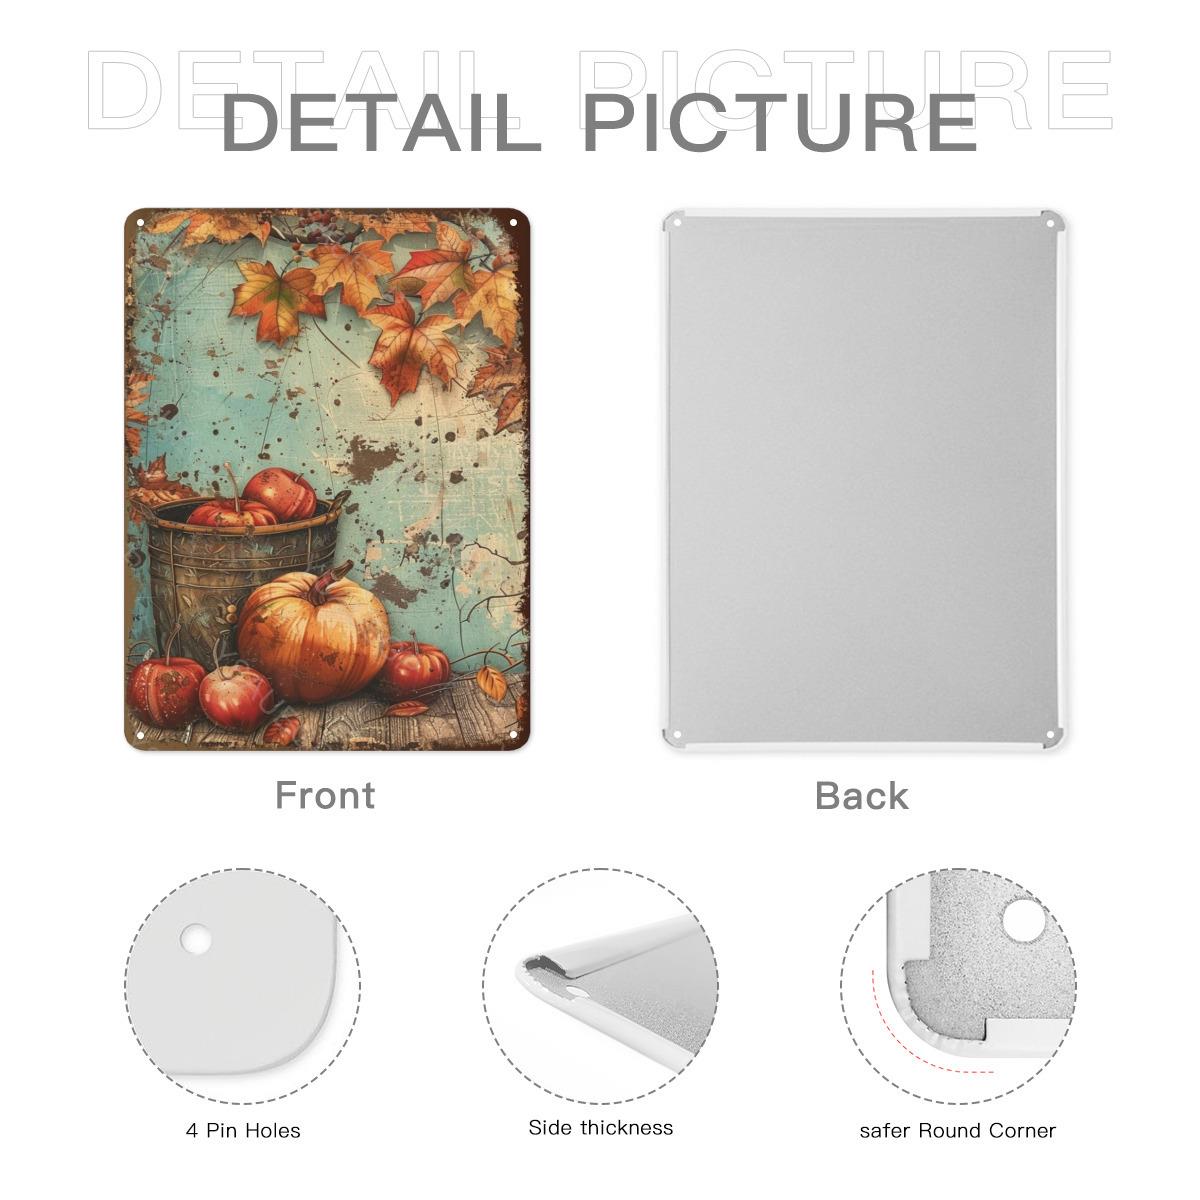 DETAIL PICTURE
DETAIL PICTURE
Front
Back
4 Pin Holes
Side thickness
safer Round Corner